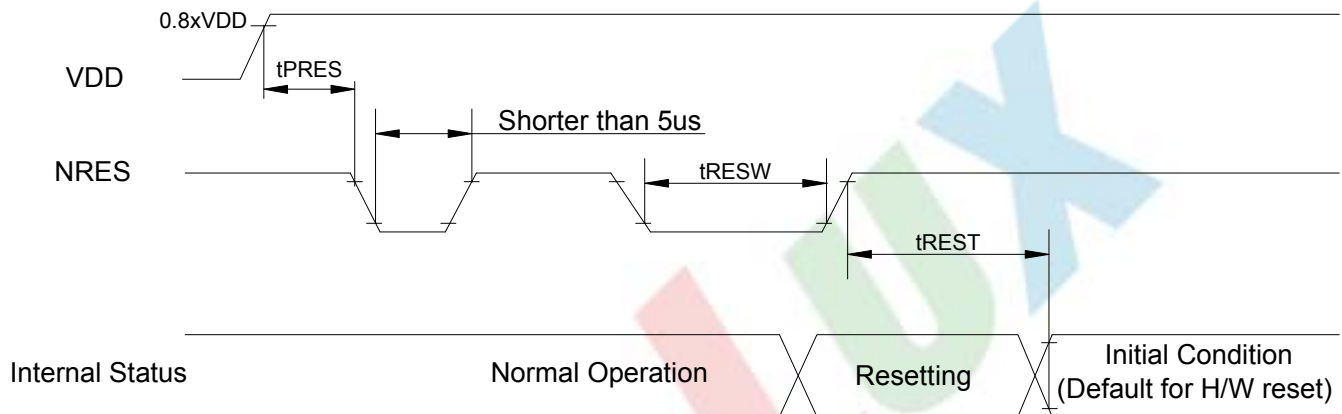 0.8xVDD
VDD
tPRES
Shorter than 5us
NRES
tRESW
tREST
Internal Status
Normal Operation
Resetting
Initial Condition
(Default for H/W reset)
LUX